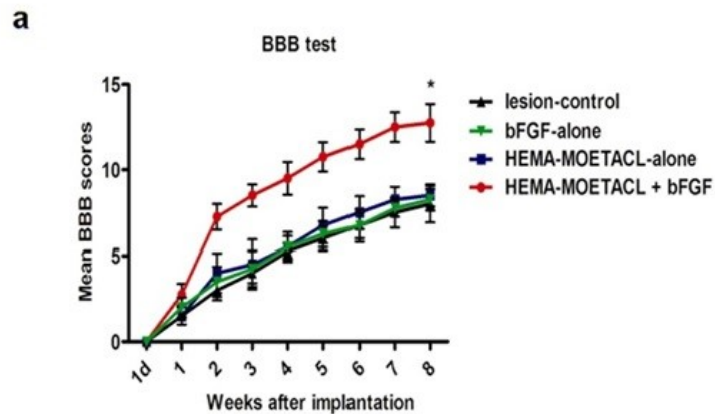 a
BBB test
Mean BBB scores
15
10
5
0
*
lesion-control
bFGF-alone
HEMA-MOETACL-alone
HEMA-MOETACL + bFGF
1d 1 2 3 4 5 6 7 8
Weeks after implantation